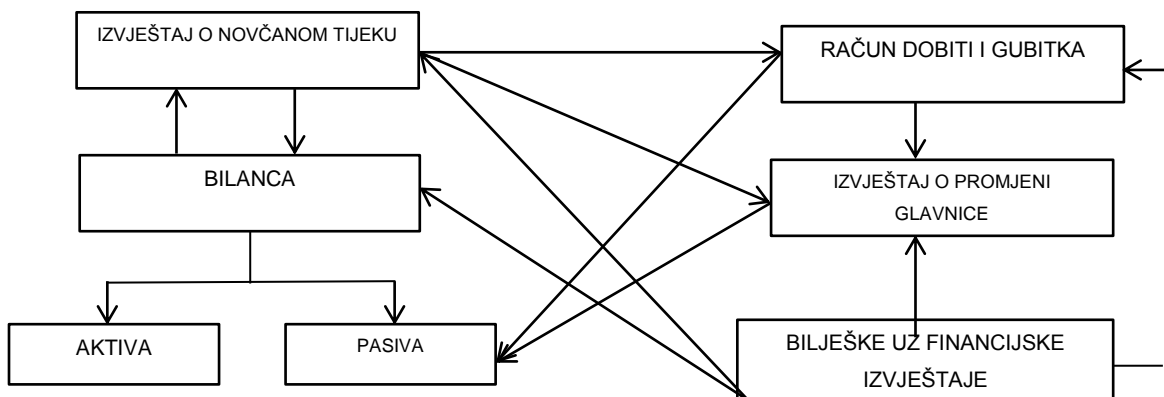 IZVJEŠTAJ O NOVČANOM TIJEKU
RAČUN DOBITI I GUBITKA
BILANCA
IZVJEŠTAJ O PROMJENI
GLAVNICE
AKTIVA
PASIVA
BILJEŠKE UZ FINANCIJSKE
IZVJEŠTAJE